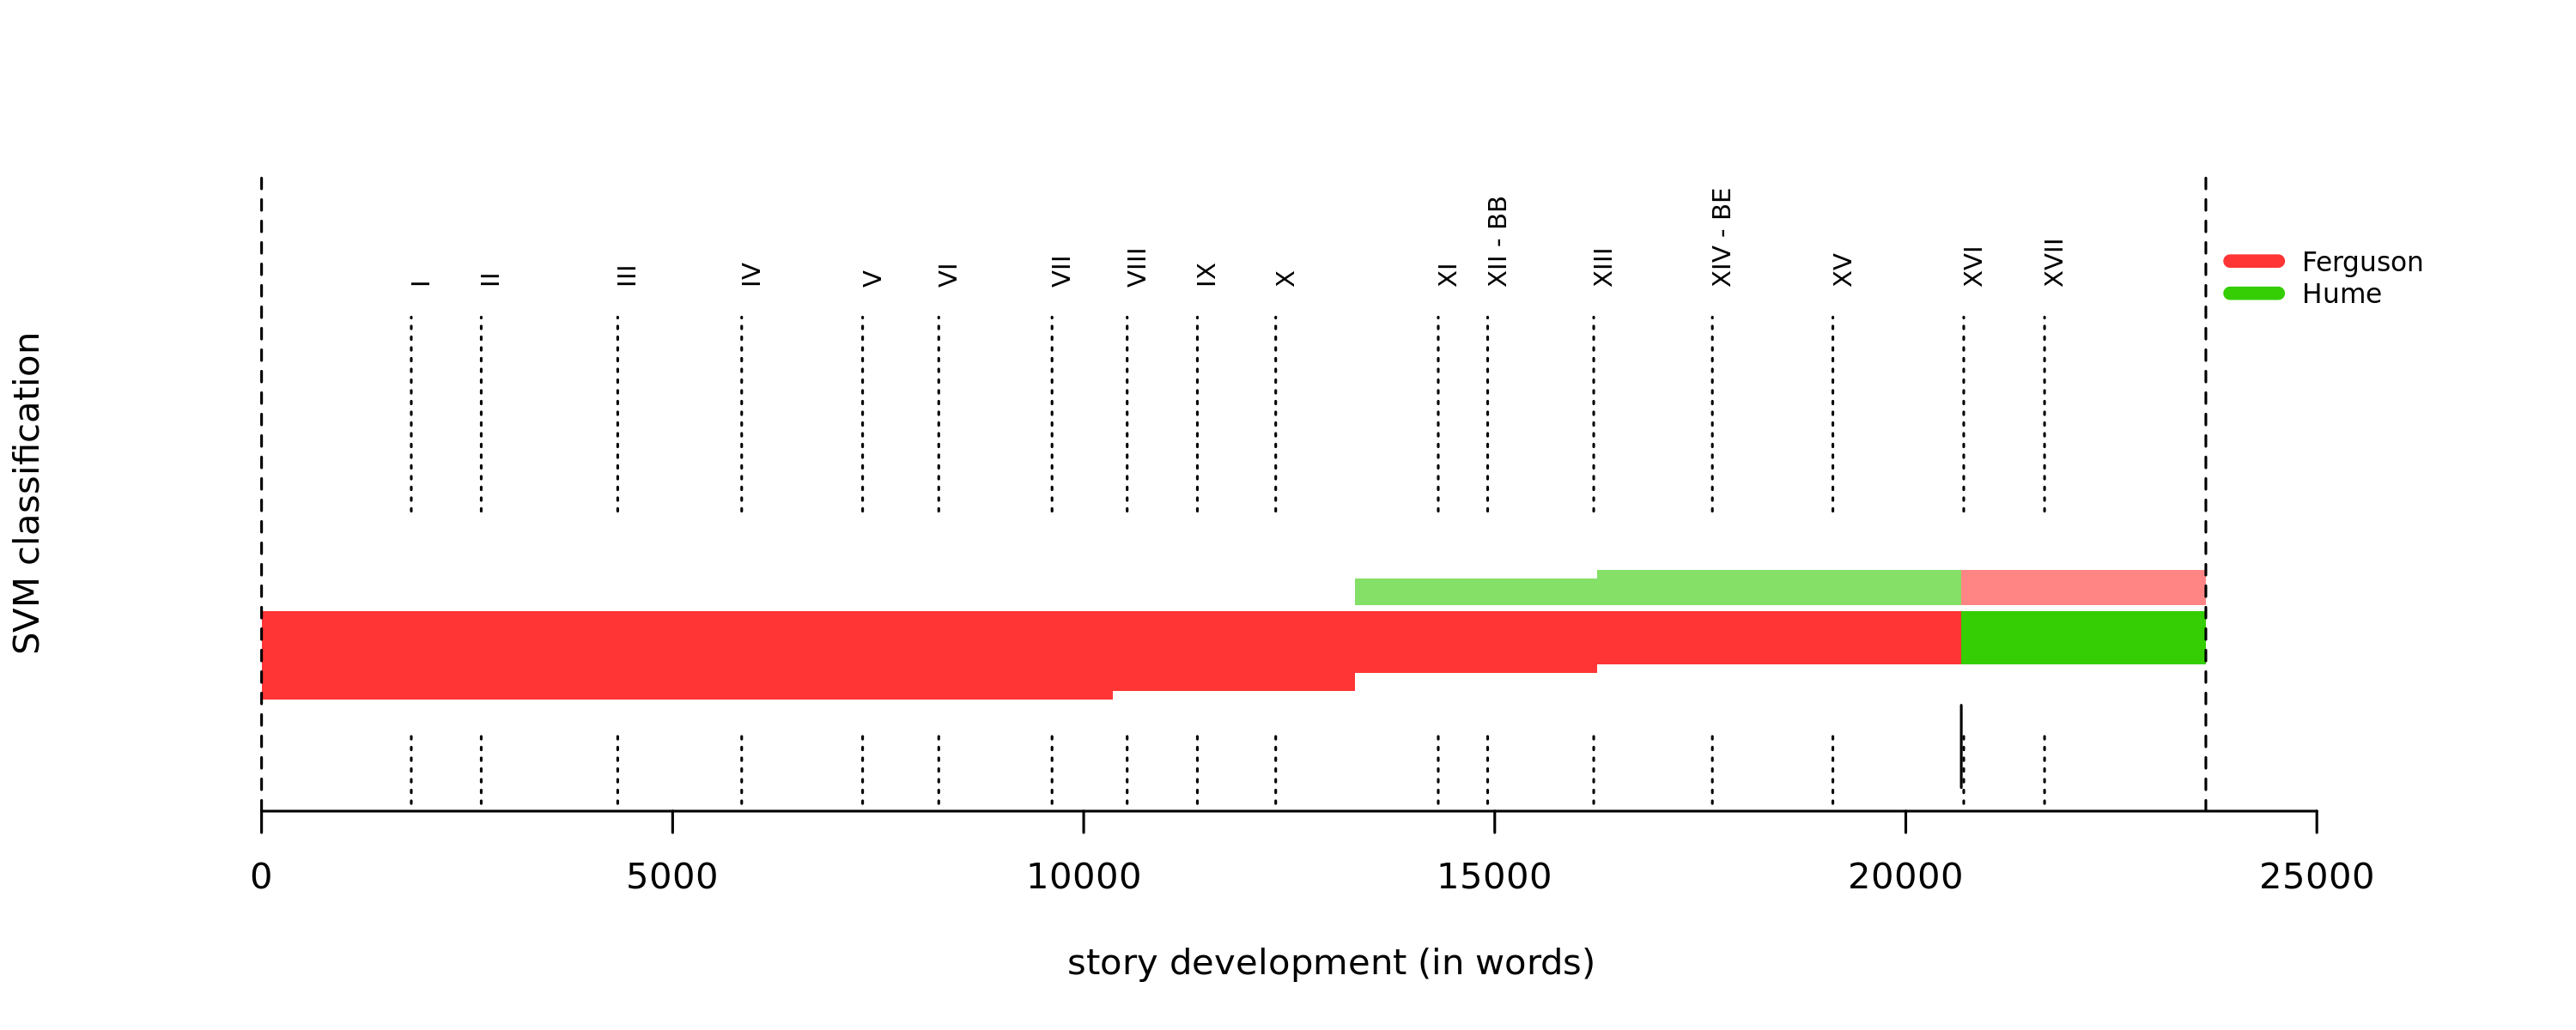 I
II
III
IV
V
VI
VII
VIII
IX
X
XI
XII - BB
XIII
XIV - BE
XV
XVI
XVII
Ferguson
Hume
SVM classification
0
5000
10000
15000
20000
25000
story development (in words)